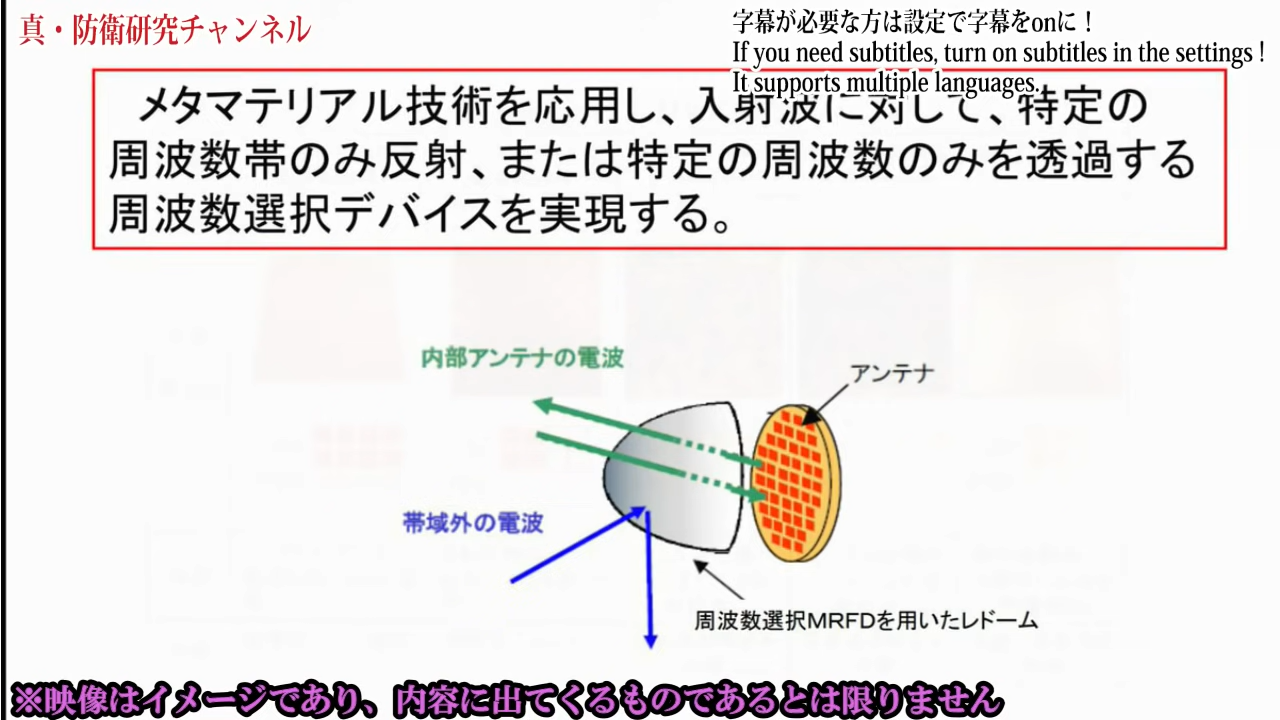 真・防衛研究チャンネル
字幕が必要な方は設定で字幕をonに！
If you need subtitles, turn on subtitles in the settings !
It supports multiple languages.
メタマテリアル技術を応用し、入射波に対して、特定の
周波数帯のみ反射、または特定の周波数のみを透過する
周波数選択デバイスを実現する。
内部アンテナの電波
アンテナ
帯域外の電波
周波数選択MRFDを用いたレドーム
※映像はイメージであり、内容に出てくるものであるとは限りません